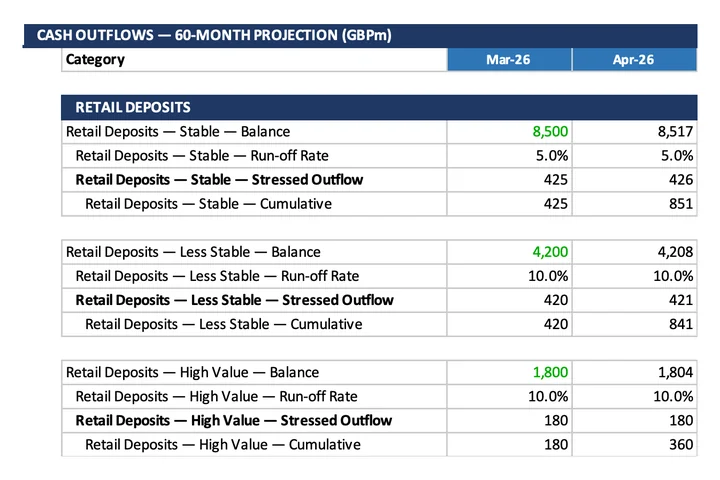 CASH OUTFLOWS — 60-MONTH PROJECTION (GBPm)
Category Mar-26 Apr-26
RETAIL DEPOSITS
Retail Deposits — Stable — Balance 8,500 8,517
Retail Deposits — Stable — Run-off Rate 5.0% 5.0%
Retail Deposits — Stable — Stressed Outflow 425 426
Retail Deposits — Stable — Cumulative 425 851
Retail Deposits — Less Stable — Balance 4,200 4,208
Retail Deposits — Less Stable — Run-off Rate 10.0% 10.0%
Retail Deposits — Less Stable — Stressed Outflow 420 421
Retail Deposits — Less Stable — Cumulative 420 841
Retail Deposits — High Value — Balance 1,800 1,804
Retail Deposits — High Value — Run-off Rate 10.0% 10.0%
Retail Deposits — High Value — Stressed Outflow 180 180
Retail Deposits — High Value — Cumulative 180 360